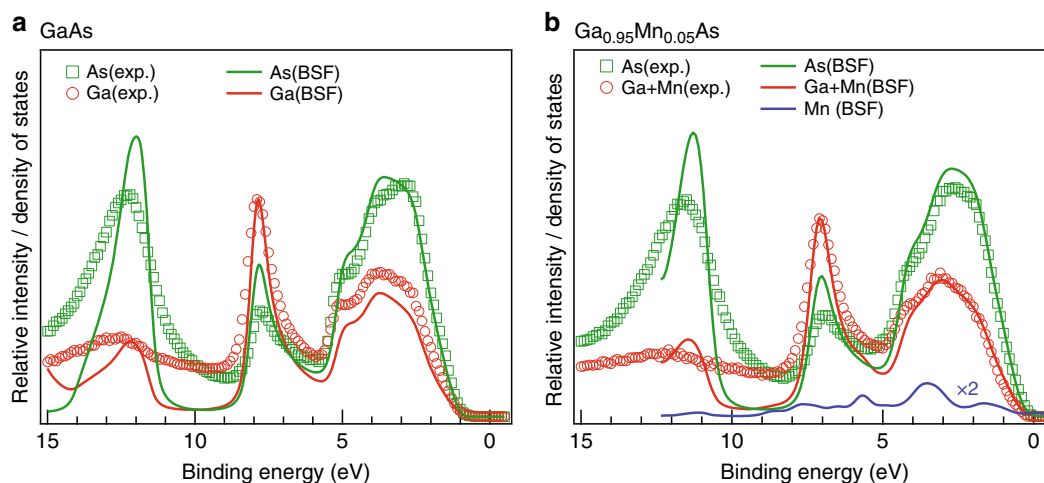 a
GaAs
As(exp.)
Ga(exp.)
As(BSF)
Ga(BSF)
Relative intensity / density of states
15
10
5
0
Binding energy (eV)
b
Ga0.95Mn0.05As
As(exp.)
Ga+Mn(exp.)
As(BSF)
Ga+Mn(BSF)
Mn (BSF)
×2
Relative intensity / density of states
15
10
5
0
Binding energy (eV)